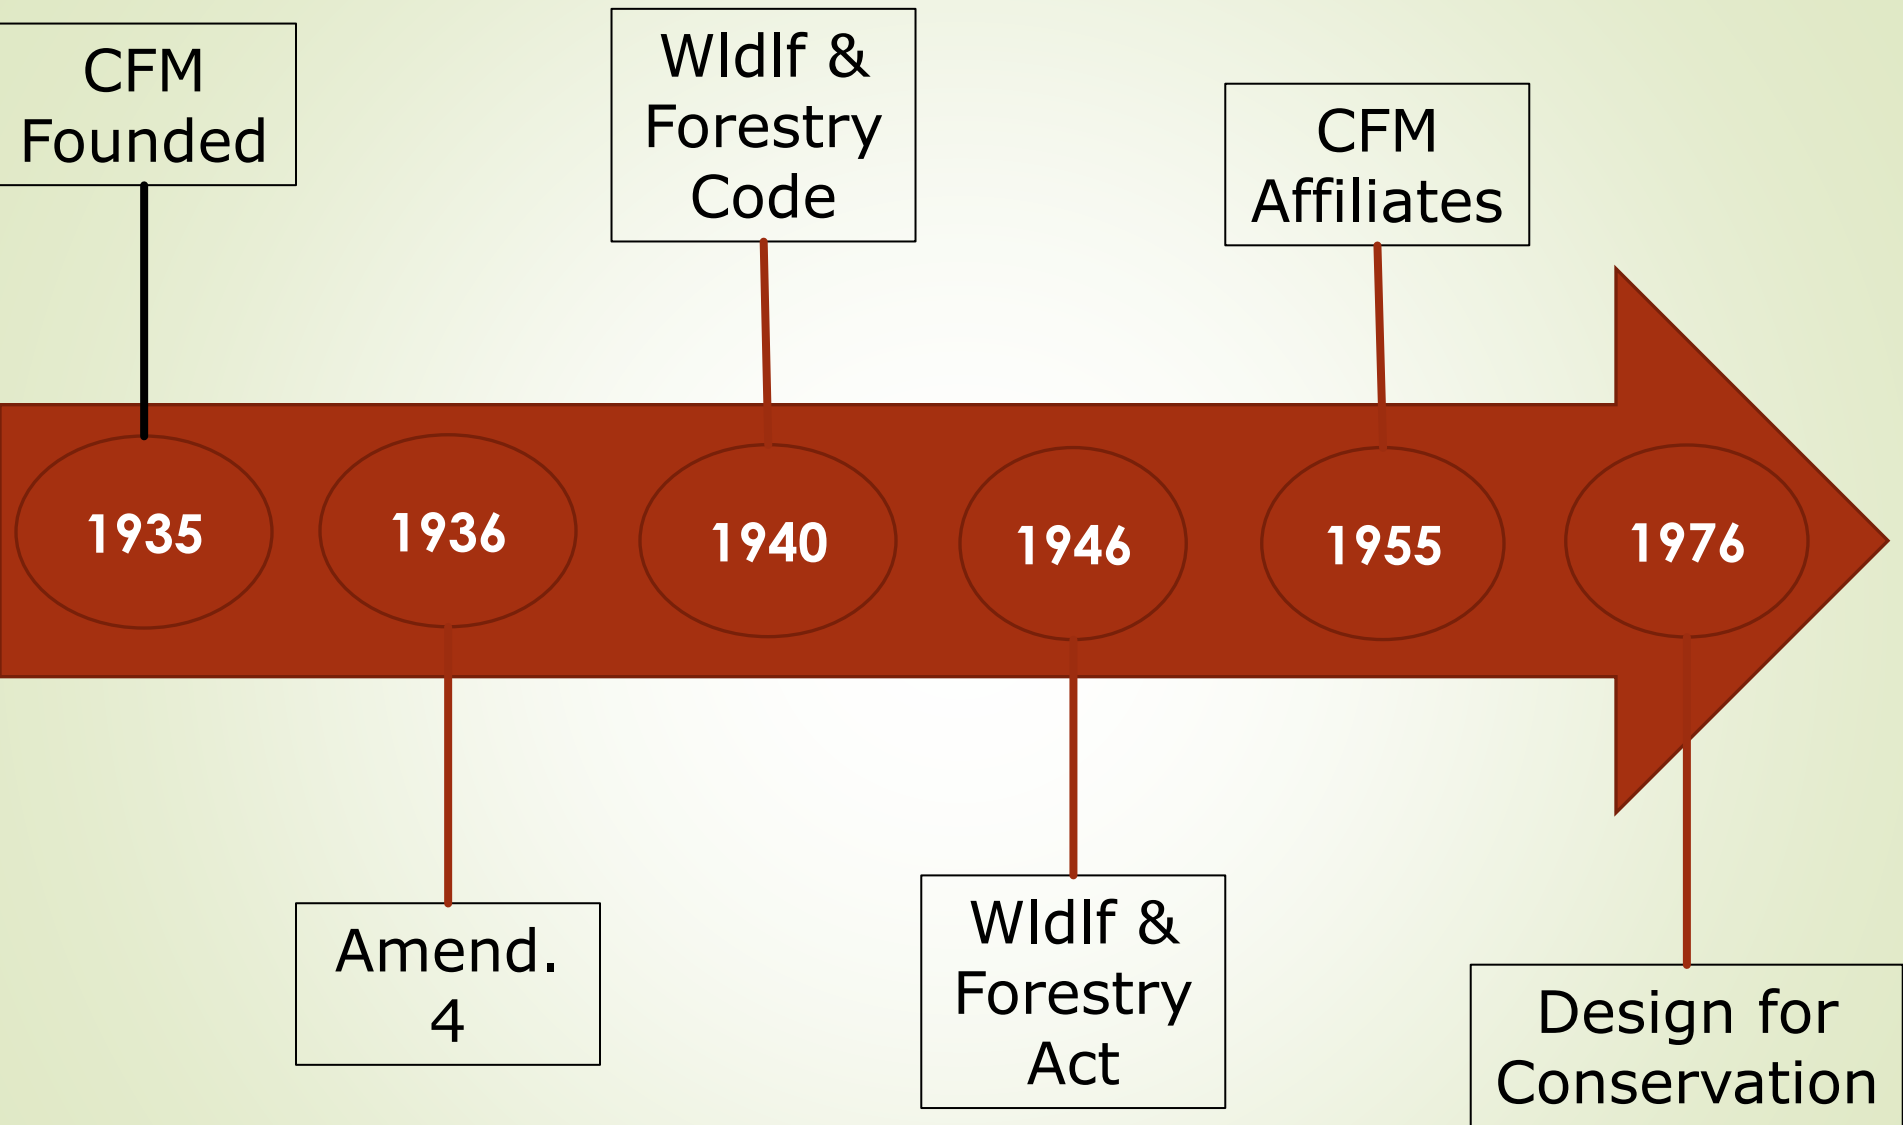 CFM
Founded
Wldlf &
Forestry
Code
CFM
Affiliates
1935
1936
1940
1946
1955
1976
Amend.
4
Wldlf &
Forestry
Act
Design for
Conservation